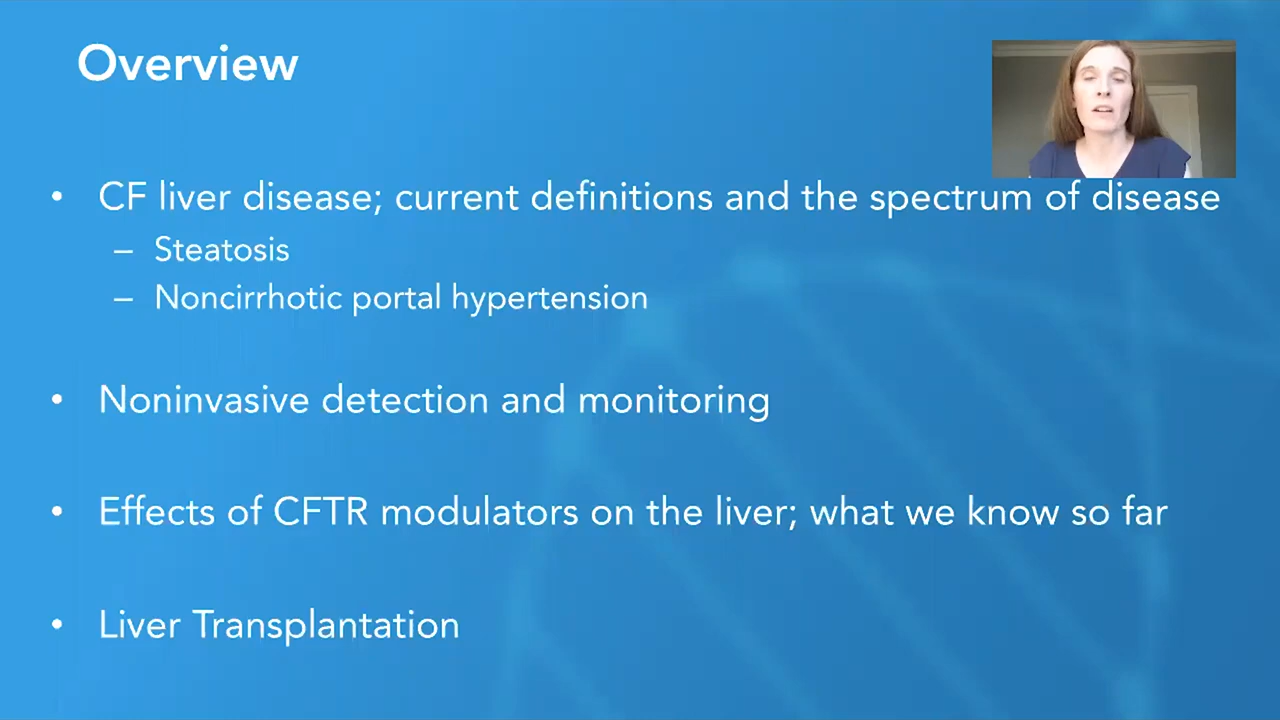 Overview
• CF liver disease; current definitions and the spectrum of disease
– Steatosis
– Noncirrhotic portal hypertension
• Noninvasive detection and monitoring
• Effects of CFTR modulators on the liver; what we know so far
• Liver Transplantation